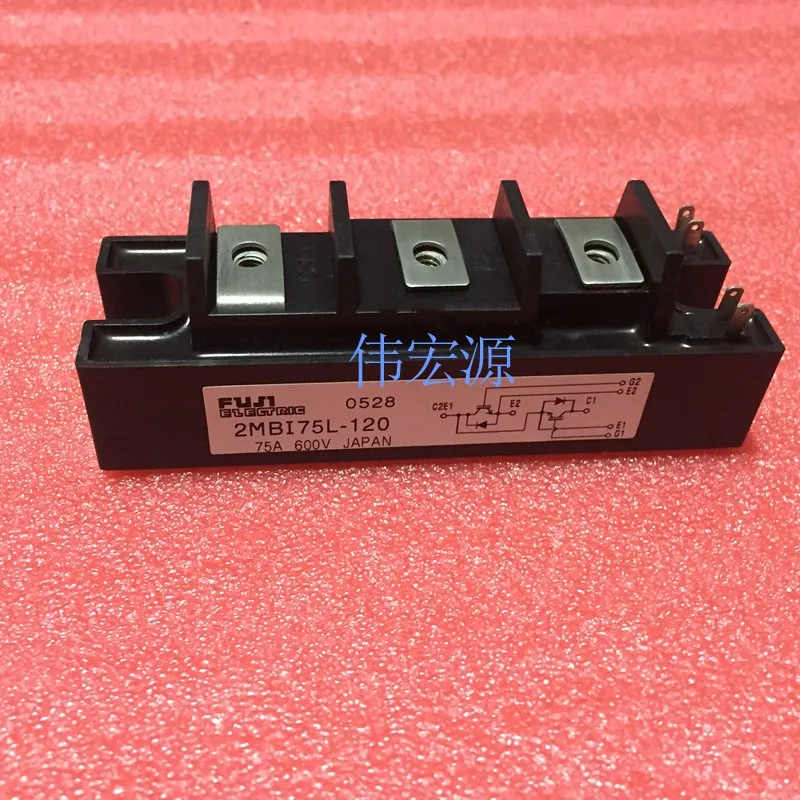 伟宏源
FUJI 0528
ELECTRIC
2MBI75L-120
75A 600V JAPAN
G2
E2
C2E1 E2 C1
E1
G1